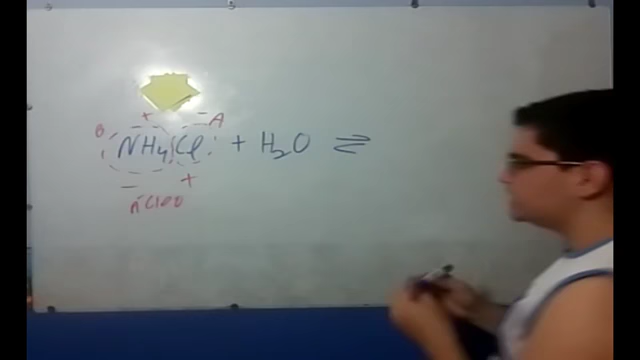 + − A
B NH₄Cl + H₂O ⇌
− +
ÁCIDO